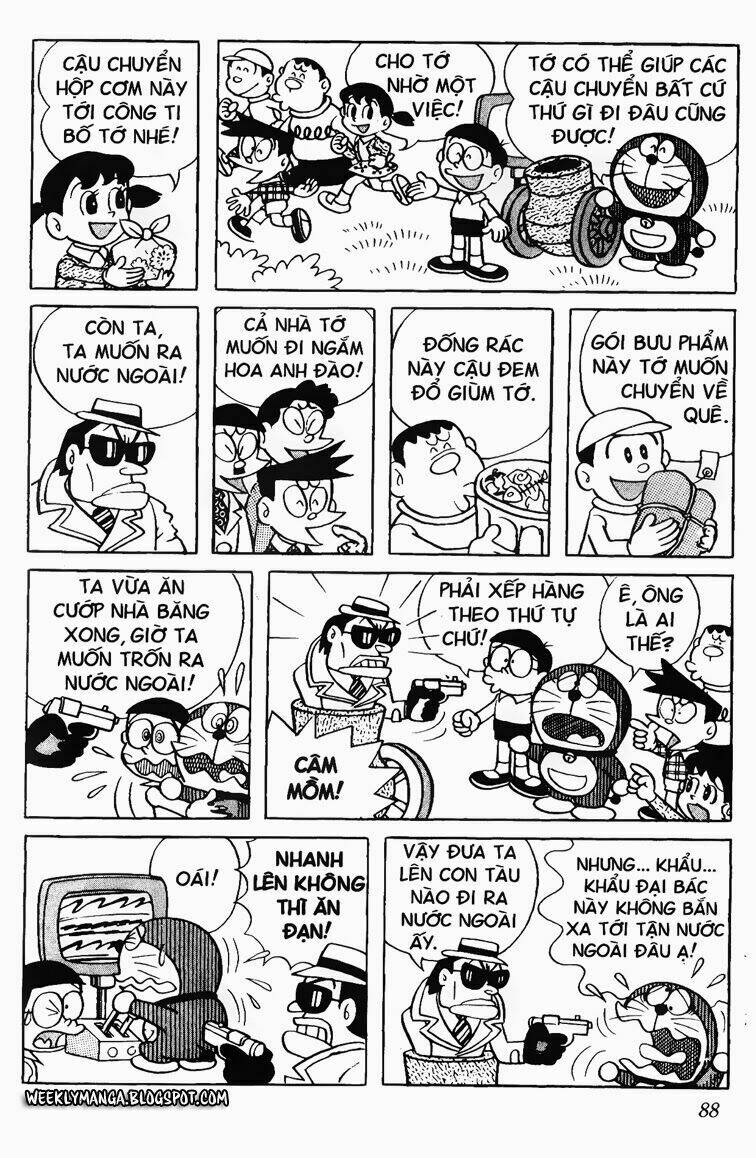 TỚ CÓ THỂ GIÚP CÁC
CẬU CHUYỂN BẤT CỨ
THỨ GÌ ĐI ĐÂU CŨNG
ĐƯỢC!
CHO TỚ
NHỜ MỘT
VIỆC!
CẬU CHUYỂN
HỘP CƠM NÀY
TỚI CÔNG TI
BỐ TỚ NHÉ!
GÓI BƯU PHẨM
NÀY TỚ MUỐN
CHUYỂN VỀ
QUÊ.
ĐỐNG RÁC
NÀY CẬU ĐEM
ĐỔ GIÙM TỚ.
CẢ NHÀ TỚ
MUỐN ĐI NGẮM
HOA ANH ĐÀO!
CÒN TA,
TA MUỐN RA
NƯỚC NGOÀI!
Ê, ÔNG
LÀ AI
THẾ?
PHẢI XẾP HÀNG
THEO THỨ TỰ
CHỨ!
CÂM
MỒM!
TA VỪA ĂN
CƯỚP NHÀ BĂNG
XONG, GIỜ TA
MUỐN TRỐN RA
NƯỚC NGOÀI!
NHƯNG... KHẨU...
KHẨU ĐẠI BÁC
NÀY KHÔNG BẮN
XA TỚI TẬN NƯỚC
NGOÀI ĐÂU Ạ!
VẬY ĐƯA TA
LÊN CON TÀU
NÀO ĐI RA
NƯỚC NGOÀI
ẤY.
NHANH
LÊN KHÔNG
THÌ ĂN
ĐẠN!
OÁI!
WEEKLYMANGA.BLOGSPOT.COM
88